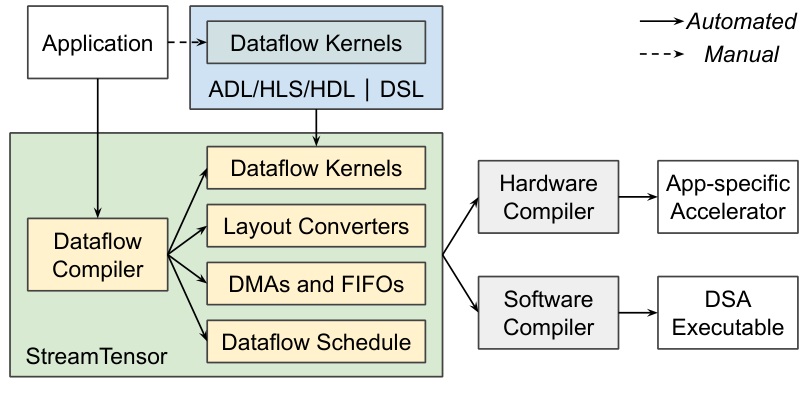 Application
Dataflow Kernels
ADL/HLS/HDL | DSL
Automated
Manual
Dataflow Kernels
Dataflow
Compiler
Layout Converters
DMAs and FIFOs
Dataflow Schedule
StreamTensor
Hardware
Compiler
App-specific
Accelerator
Software
Compiler
DSA
Executable